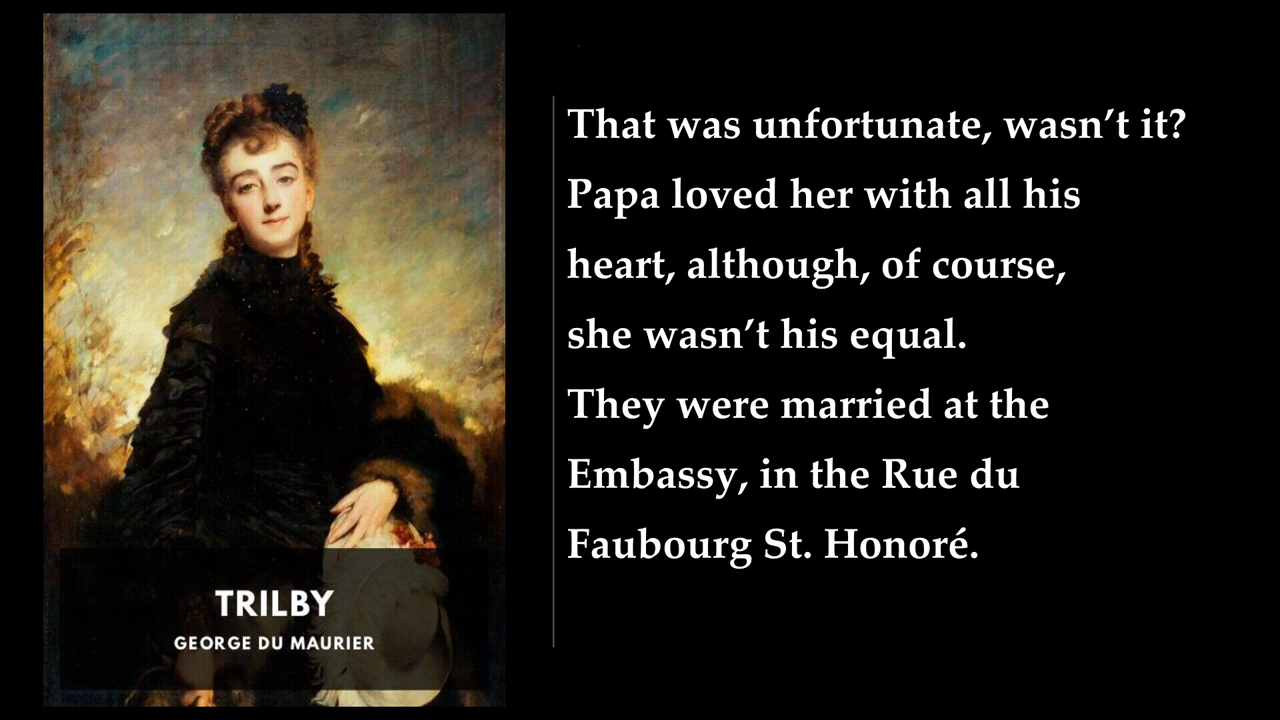 TRILBY
GEORGE DU MAURIER
That was unfortunate, wasn’t it?
Papa loved her with all his
heart, although, of course,
she wasn’t his equal.
They were married at the
Embassy, in the Rue du
Faubourg St. Honoré.